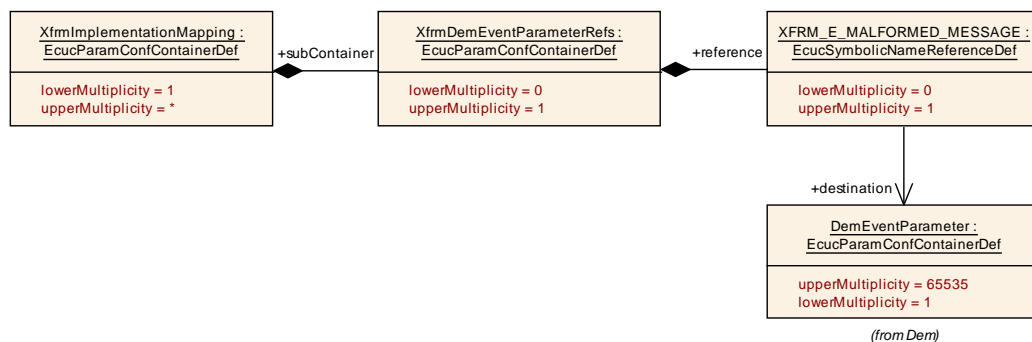 XfrmImplementationMapping :
EcucParamConfContainerDef
lowerMultiplicity = 1
upperMultiplicity = *
+subContainer
XfrmDemEventParameterRefs :
EcucParamConfContainerDef
lowerMultiplicity = 0
upperMultiplicity = 1
+reference
XFRM_E_MALFORMED_MESSAGE :
EcucSymbolicNameReferenceDef
lowerMultiplicity = 0
upperMultiplicity = 1
+destination
DemEventParameter :
EcucParamConfContainerDef
upperMultiplicity = 65535
lowerMultiplicity = 1
(from Dem)